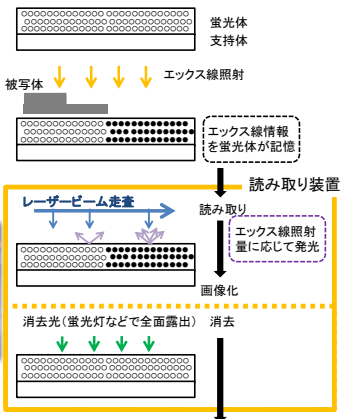 蛍光体
支持体
エックス線照射
被写体
エックス線情報
を蛍光体が記憶
読み取り装置
レーザービーム走査
読み取り
エックス線照射
量に応じて発光
画像化
消去光(蛍光灯などで全面露出)
消去